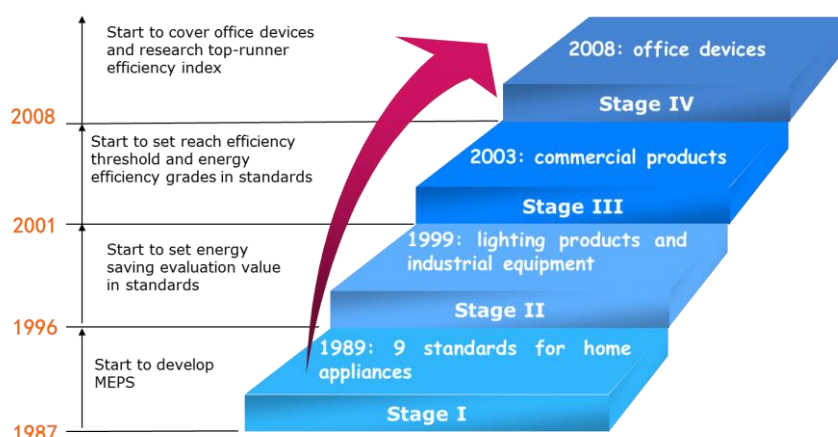 Start to cover office devices
and research top-runner
efficiency index
2008: office devices
Stage IV
2008
Start to set reach efficiency
threshold and energy
efficiency grades in standards
2003: commercial products
Stage III
2001
Start to set energy
saving evaluation value
in standards
1999: lighting products and
industrial equipment
Stage II
1996
Start to develop
MEPS
1989: 9 standards for home
appliances
Stage I
1987